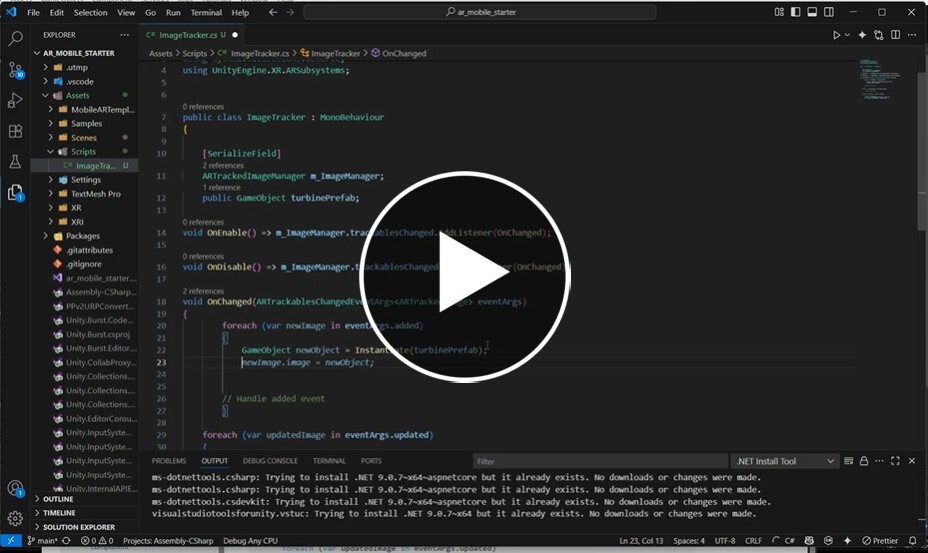 File Edit Selection View Go Run Terminal Help
ar_mobile_starter
EXPLORER
AR_MOBILE_STARTER
.utmp
.vscode
Assets
MobileARTempl...
Samples
Scenes
Scripts
C# ImageTra... U
Settings
TextMesh Pro
XR
XRI
Packages
.gitattributes
.gitignore
ar_mobile_starter...
Assembly-CSharp...
PPv2URPConvert...
Unity.Burst.Code...
Unity.Burst.csproj
Unity.Burst.Editor...
Unity.CollabProxy...
Unity.Collections...
Unity.Collections...
Unity.Collections...
Unity.EditorCorou...
Unity.InputSyste...
Unity.InputSyste...
Unity.InputSyste...
Unity.InputSyste...
Unity.InternalAPIE...
OUTLINE
TIMELINE
SOLUTION EXPLORER
10
1
1
C# ImageTracker.cs U
Assets > Scripts > C# ImageTracker.cs > ImageTracker > OnChanged
4 using UnityEngine.XR.ARSubsystems;
5
6
0 references
7 public class ImageTracker : MonoBehaviour
8 {
9
10 [SerializeField]
2 references
11 ARTrackedImageManager m_ImageManager;
1 reference
12 public GameObject turbinePrefab;
13
0 references
14 void OnEnable() => m_ImageManager.trackablesChanged.AddListener(OnChanged);
15
0 references
16 void OnDisable() => m_ImageManager.trackablesChanged (OnChanged)
17
2 references
18 void OnChanged(ARTrackablesChangedEventArgs<ARTrackedImage> eventArgs)
19 {
20 foreach (var newImage in eventArgs.added)
21 {
22 GameObject newObject = Instantiate(turbinePrefab);
23 newImage.image = newObject;
24
25
26 // Handle added event
27 }
28
29 foreach (var updatedImage in eventArgs.updated)
30 {
PROBLEMS OUTPUT DEBUG CONSOLE TERMINAL PORTS
Filter
.NET Install Tool
ms-dotnettools.csharp: Trying to install .NET 9.0.7~x64~aspnetcore but it already exists. No downloads or changes were made.
ms-dotnettools.csharp: Trying to install .NET 9.0.7~x64~aspnetcore but it already exists. No downloads or changes were made.
ms-dotnettools.csdevkit: Trying to install .NET 9.0.7~x64~aspnetcore but it already exists. No downloads or changes were made.
visualstudiotoolsforunity.vstuc: Trying to install .NET 9.0.7~x64 but it already exists. No downloads or changes were made.
main* 0 0 Projects: Assembly-CSharp Debug Any CPU
Ln 23, Col 13 Spaces: 4 UTF-8 CRLF C# Prettier
foreach (var updatedImage in eventArgs.updated)